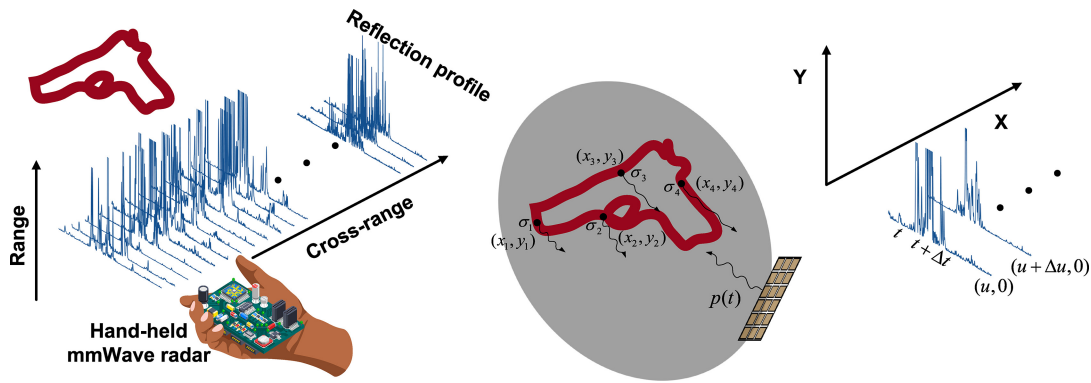 Reflection profile
Range
Cross-range
Hand-held
mmWave radar
(x₃, y₃)
σ₃
σ₄
(x₄, y₄)
σ₁
(x₁, y₁)
σ₂
(x₂, y₂)
p(t)
Y
X
t
t + Δt
(u, 0)
(u + Δu, 0)